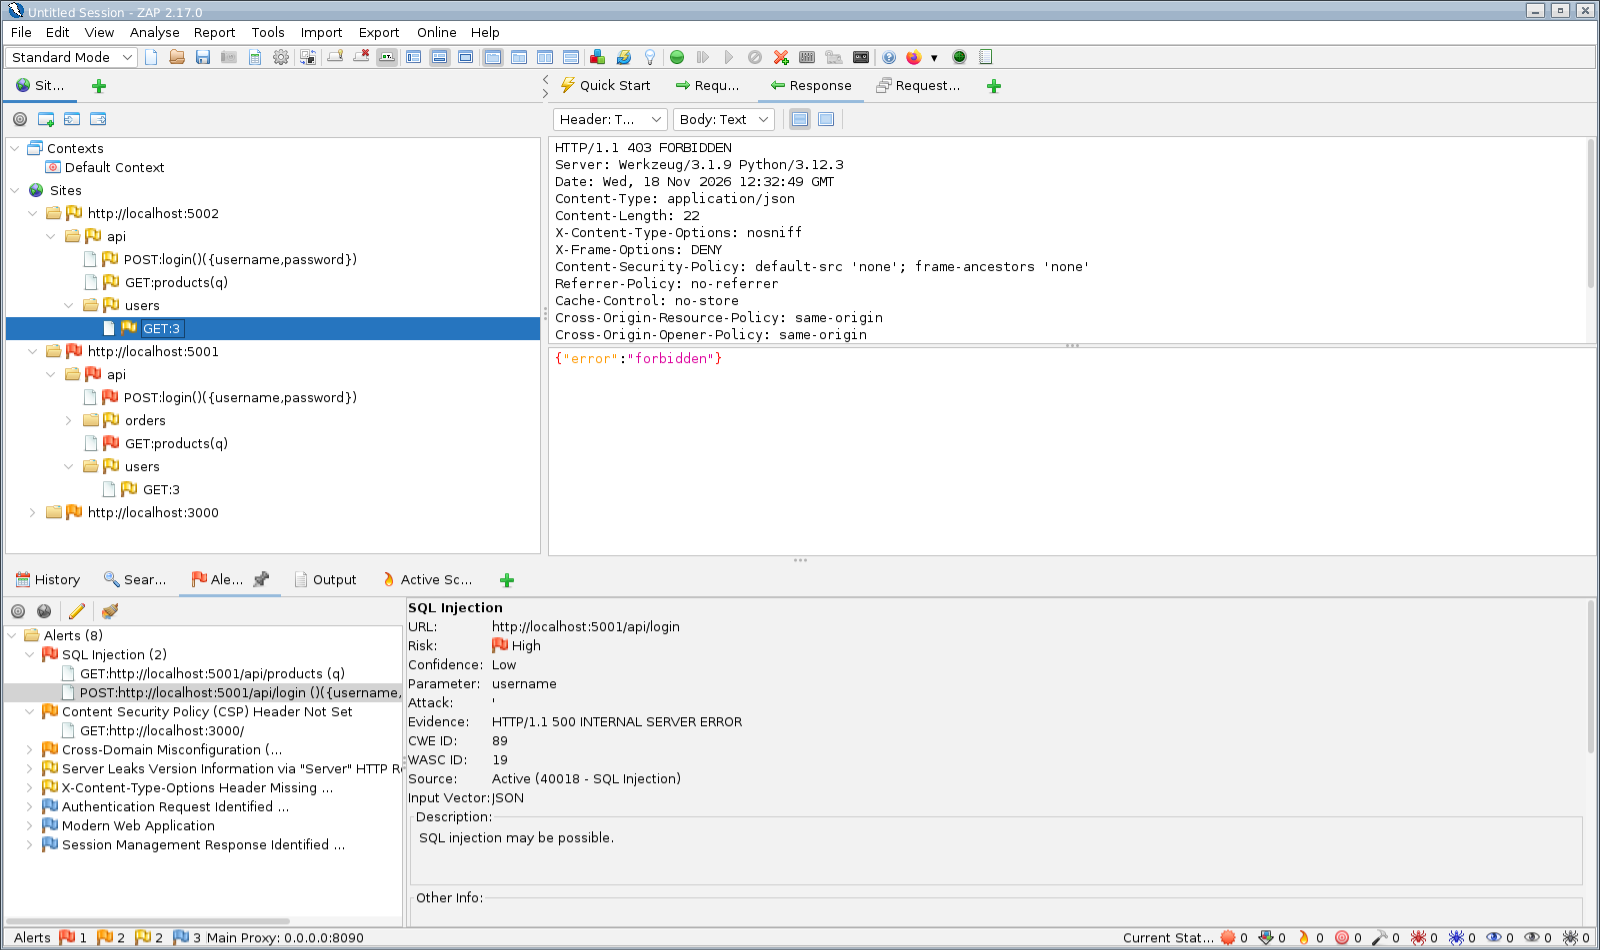 Untitled Session - ZAP 2.17.0
File Edit View Analyse Report Tools Import Export Online Help
Standard Mode
Sit... Quick Start Requ... Response Request...
Header: T... Body: Text
Contexts
Default Context
Sites
http://localhost:5002
api
POST:login()({username,password})
GET:products(q)
users
GET:3
http://localhost:5001
api
POST:login()({username,password})
orders
GET:products(q)
users
GET:3
http://localhost:3000
HTTP/1.1 403 FORBIDDEN
Server: Werkzeug/3.1.9 Python/3.12.3
Date: Wed, 18 Nov 2026 12:32:49 GMT
Content-Type: application/json
Content-Length: 22
X-Content-Type-Options: nosniff
X-Frame-Options: DENY
Content-Security-Policy: default-src 'none'; frame-ancestors 'none'
Referrer-Policy: no-referrer
Cache-Control: no-store
Cross-Origin-Resource-Policy: same-origin
Cross-Origin-Opener-Policy: same-origin
{"error":"forbidden"}
History Sear... Ale... Output Active Sc...
Alerts (8)
SQL Injection (2)
GET:http://localhost:5001/api/products (q)
POST:http://localhost:5001/api/login ()({username,
Content Security Policy (CSP) Header Not Set
GET:http://localhost:3000/
Cross-Domain Misconfiguration (...
Server Leaks Version Information via "Server" HTTP R
X-Content-Type-Options Header Missing ...
Authentication Request Identified ...
Modern Web Application
Session Management Response Identified ...
SQL Injection
URL: http://localhost:5001/api/login
Risk: High
Confidence: Low
Parameter: username
Attack: '
Evidence: HTTP/1.1 500 INTERNAL SERVER ERROR
CWE ID: 89
WASC ID: 19
Source: Active (40018 - SQL Injection)
Input Vector: JSON
Description:
SQL injection may be possible.
Other Info:
Alerts 1 2 2 3 Main Proxy: 0.0.0.0:8090 Current Stat... 0 0 0 0 0 0 0 0 0 0